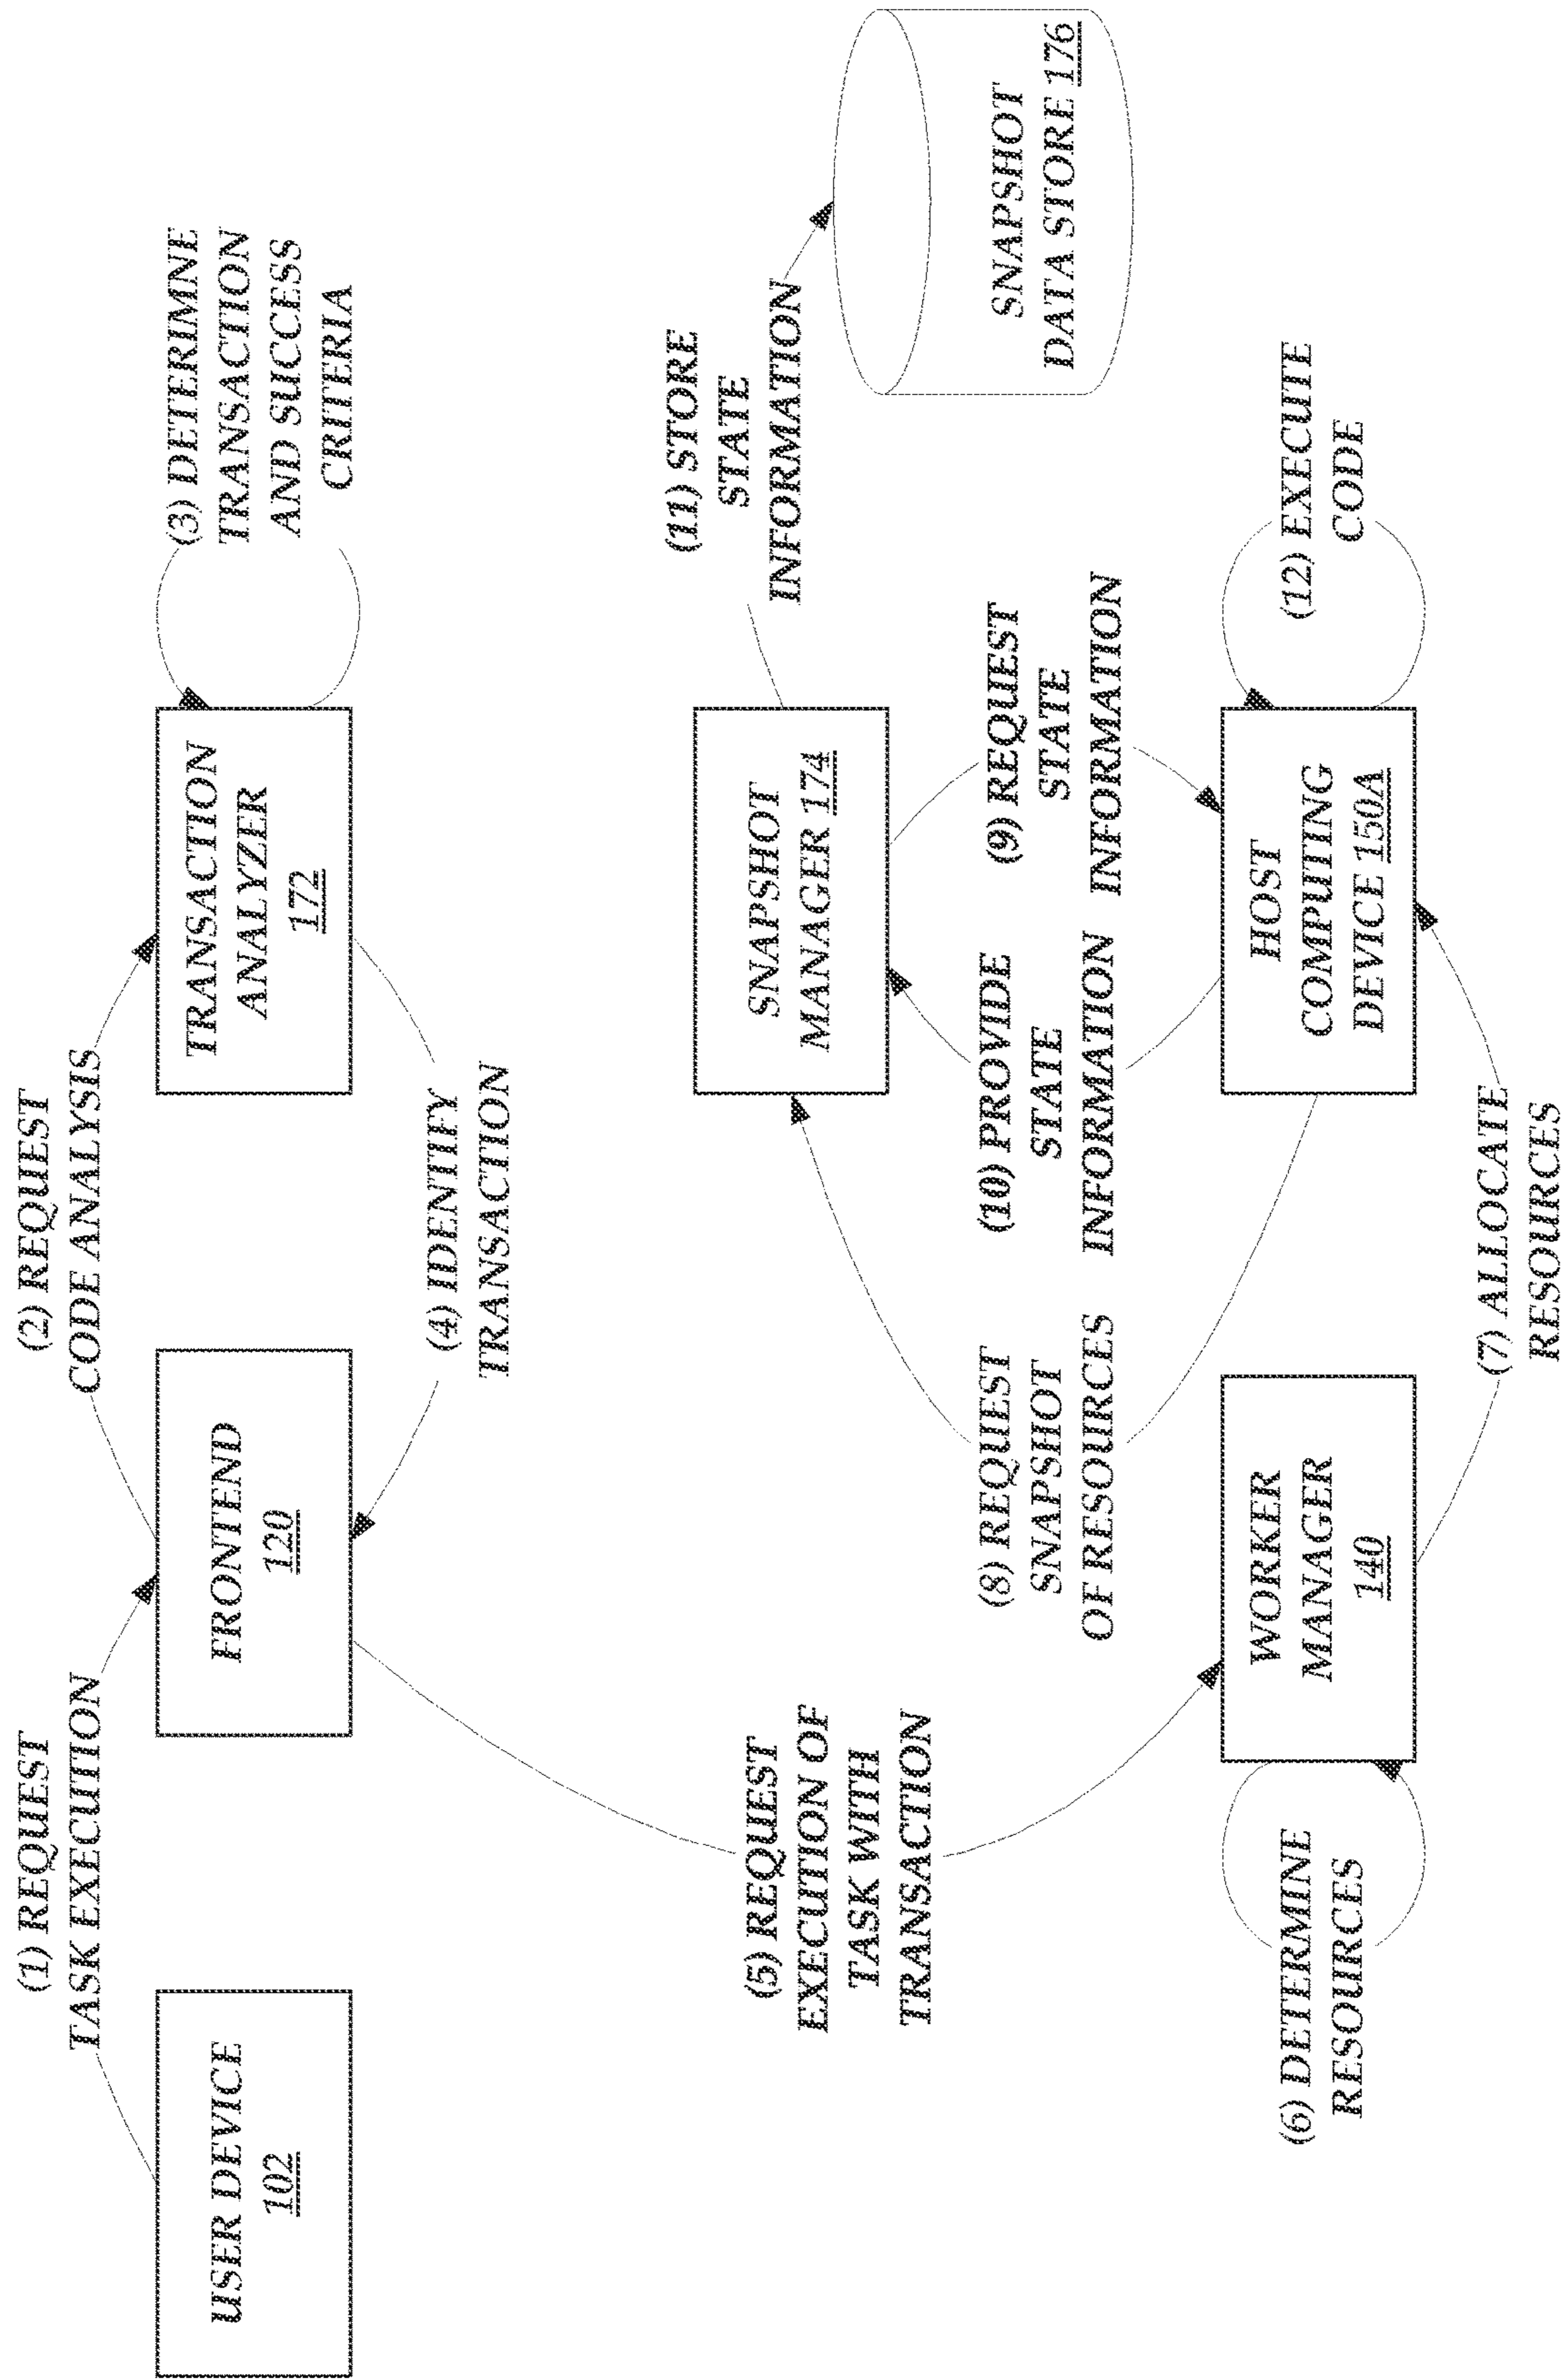 (1) REQUEST
TASK EXECUTION
(2) REQUEST
CODE ANALYSIS
USER DEVICE
102
FRONTEND
120
TRANSACTION
ANALYZER
172
(3) DETERIMNE
TRANSACTION
AND SUCCESS
CRITERIA
(4) IDENTIFY
TRANSACTION
(5) REQUEST
EXECUTION OF
TASK WITH
TRANSACTION
SNAPSHOT
MANAGER 174
(11) STORE
STATE
INFORMATION
SNAPSHOT
DATA STORE 176
(8) REQUEST
SNAPSHOT
OF RESOURCES
(10) PROVIDE
STATE
INFORMATION
(9) REQUEST
STATE
INFORMATION
(6) DETERMINE
RESOURCES
WORKER
MANAGER
140
HOST
COMPUTING
DEVICE 150A
(12) EXECUTE
CODE
(7) ALLOCATE
RESOURCES